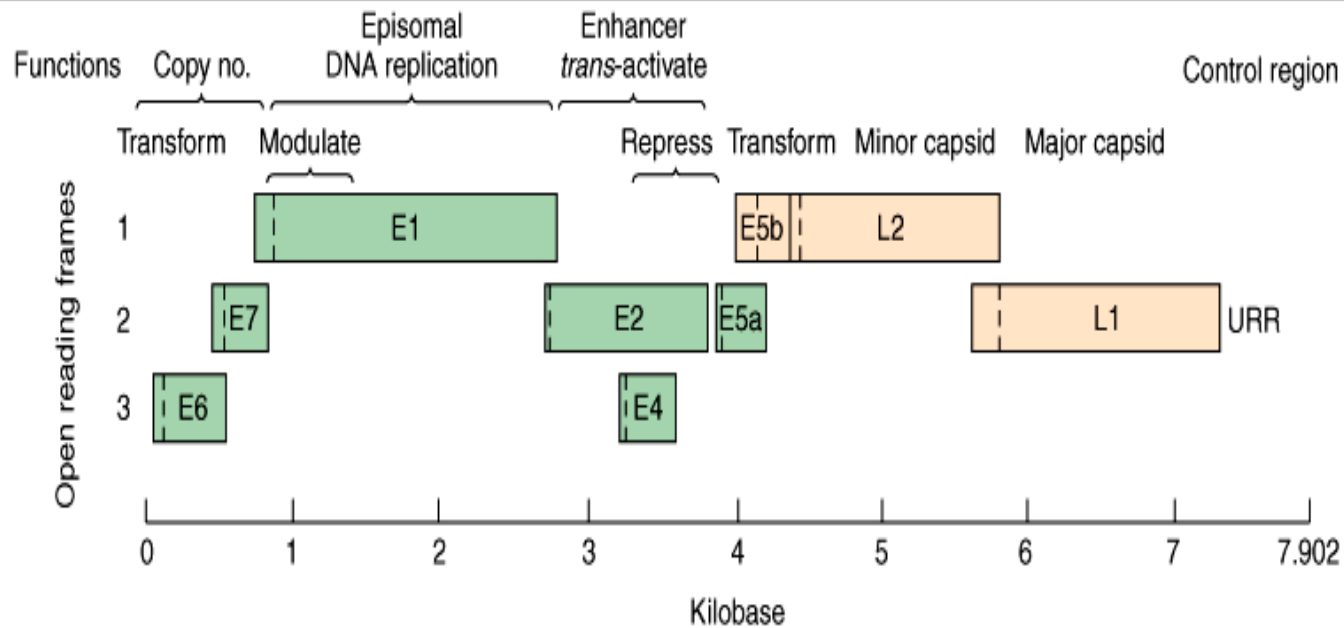 Episomal
Enhancer
Functions Copy no. DNA replication trans-activate Control region
Transform Modulate Repress Transform Minor capsid Major capsid
Open reading frames
1 E1 E5b L2
2 E7 E2 E5a L1 URR
3 E6 E4
0 1 2 3 4 5 6 7 7.902
Kilobase